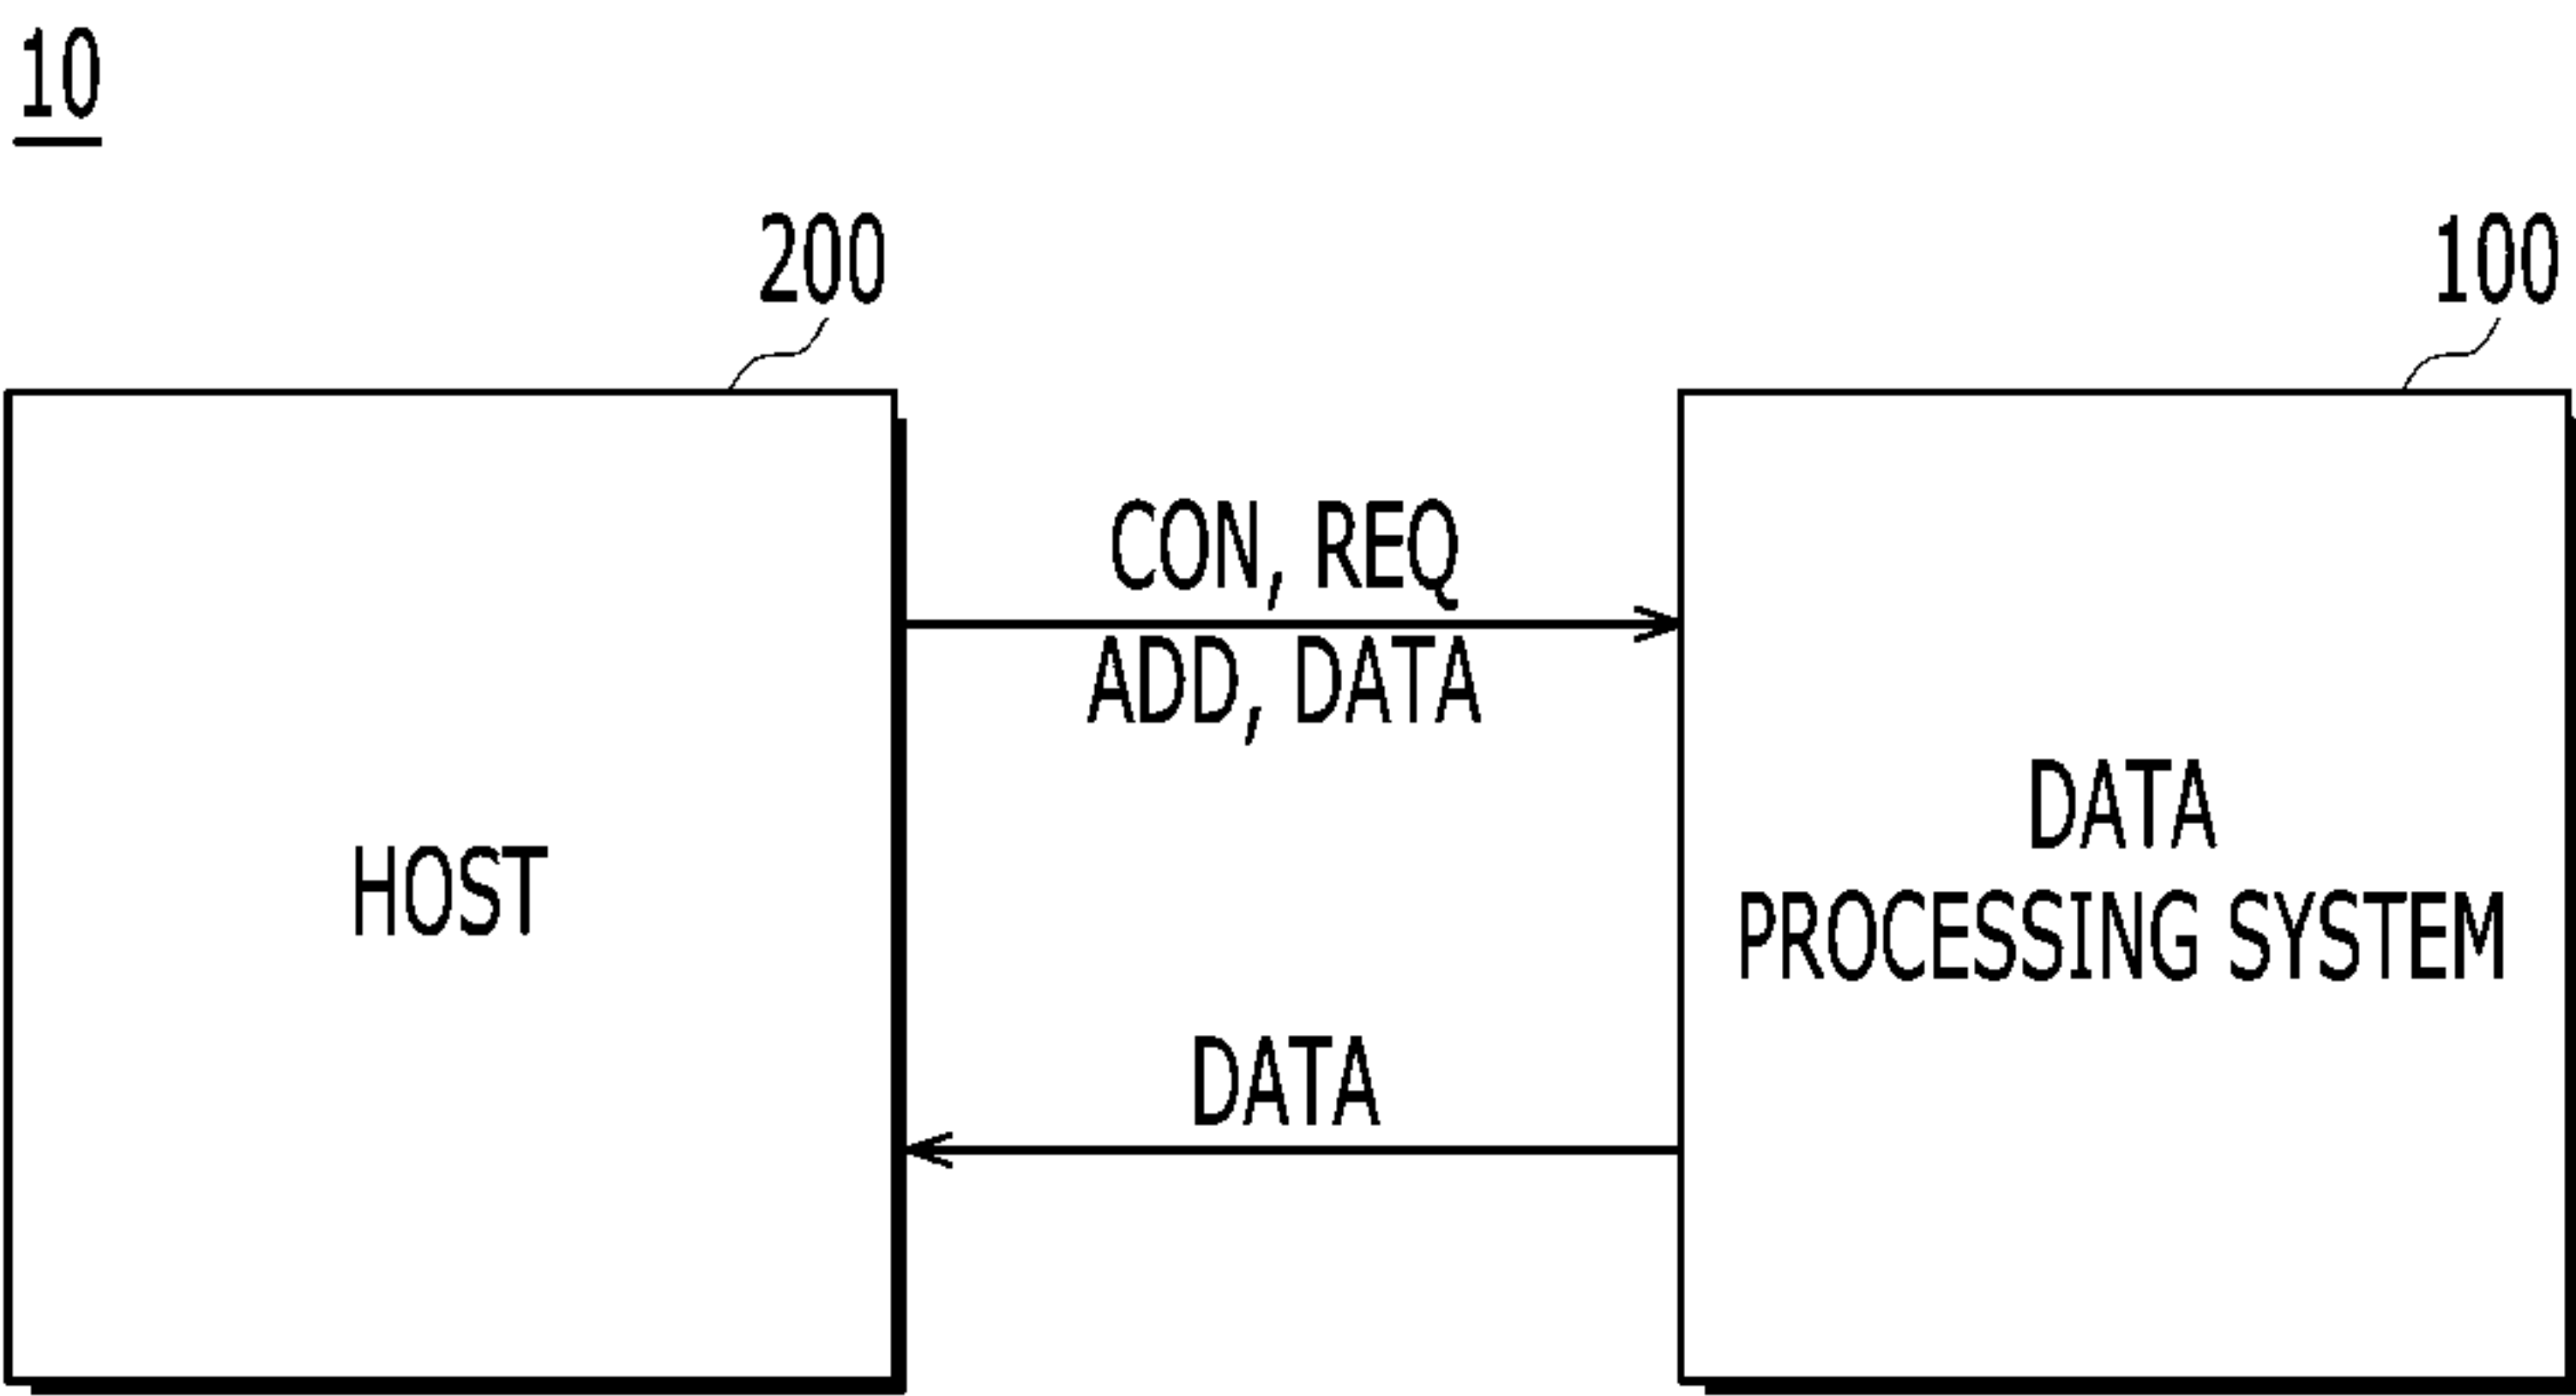 10
200
100
CON, REQ
ADD, DATA
HOST
DATA
PROCESSING SYSTEM
DATA